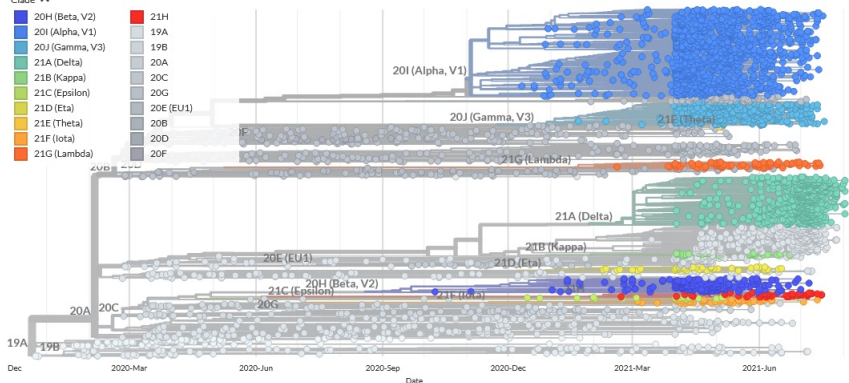 Clade
20H (Beta, V2)
20I (Alpha, V1)
20J (Gamma, V3)
21A (Delta)
21B (Kappa)
21C (Epsilon)
21D (Eta)
21E (Theta)
21F (Iota)
21G (Lambda)
21H
19A
19B
20A
20C
20G
20E (EU1)
20B
20D
20F
20I (Alpha, V1)
20J (Gamma, V3)
21E (Theta)
21G (Lambda)
20B
21A (Delta)
21B (Kappa)
20E (EU1)
21D (Eta)
20H (Beta, V2)
21C (Epsilon)
21F (Iota)
20A
20C
20G
19A
19B
Dec
2020-Mar
2020-Jun
2020-Sep
2020-Dec
2021-Mar
2021-Jun
Date